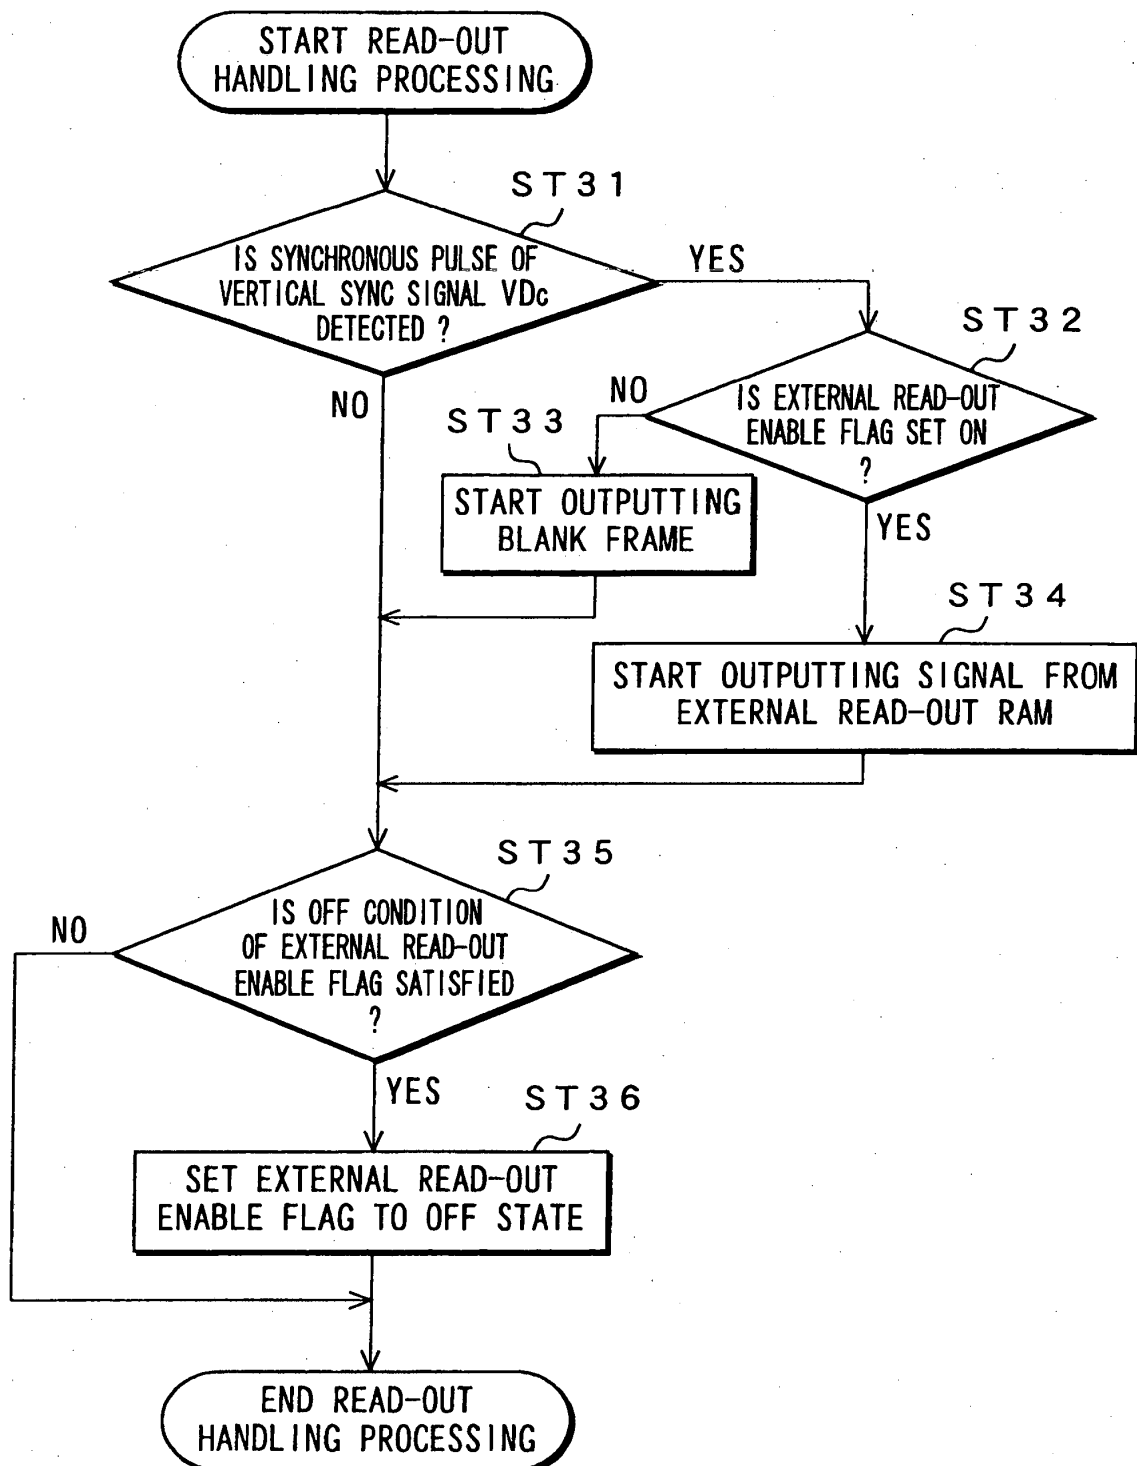 START READ-OUT
HANDLING PROCESSING
ST31
IS SYNCHRONOUS PULSE OF
VERTICAL SYNC SIGNAL VDc
DETECTED ?
YES
NO
ST32
IS EXTERNAL READ-OUT
ENABLE FLAG SET ON
?
NO
YES
ST33
START OUTPUTTING
BLANK FRAME
ST34
START OUTPUTTING SIGNAL FROM
EXTERNAL READ-OUT RAM
ST35
IS OFF CONDITION
OF EXTERNAL READ-OUT
ENABLE FLAG SATISFIED
?
NO
YES
ST36
SET EXTERNAL READ-OUT
ENABLE FLAG TO OFF STATE
END READ-OUT
HANDLING PROCESSING